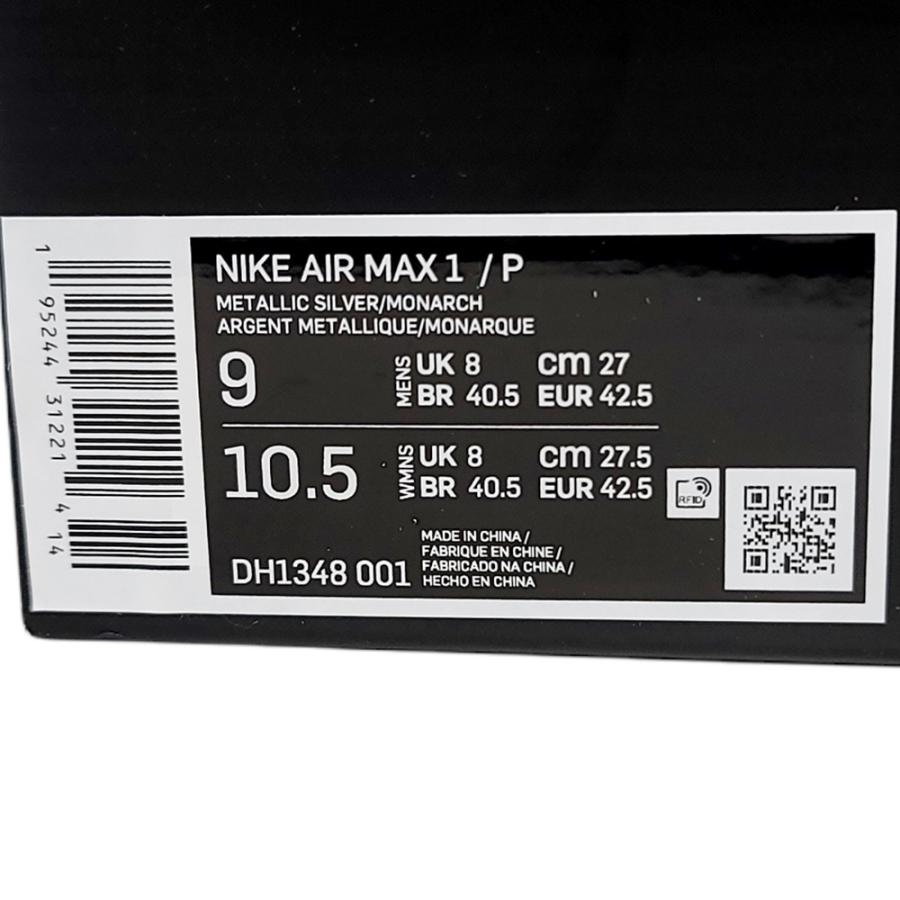 NIKE AIR MAX 1 / P
METALLIC SILVER/MONARCH
ARGENT METALLIQUE/MONARQUE
9 MENS UK 8 cm 27
BR 40.5 EUR 42.5
10.5 WMNS UK 8 cm 27.5
BR 40.5 EUR 42.5
RFID
DH1348 001
MADE IN CHINA /
FABRIQUE EN CHINE /
FABRICADO NA CHINA /
HECHO EN CHINA
1 95244 31221 4 14